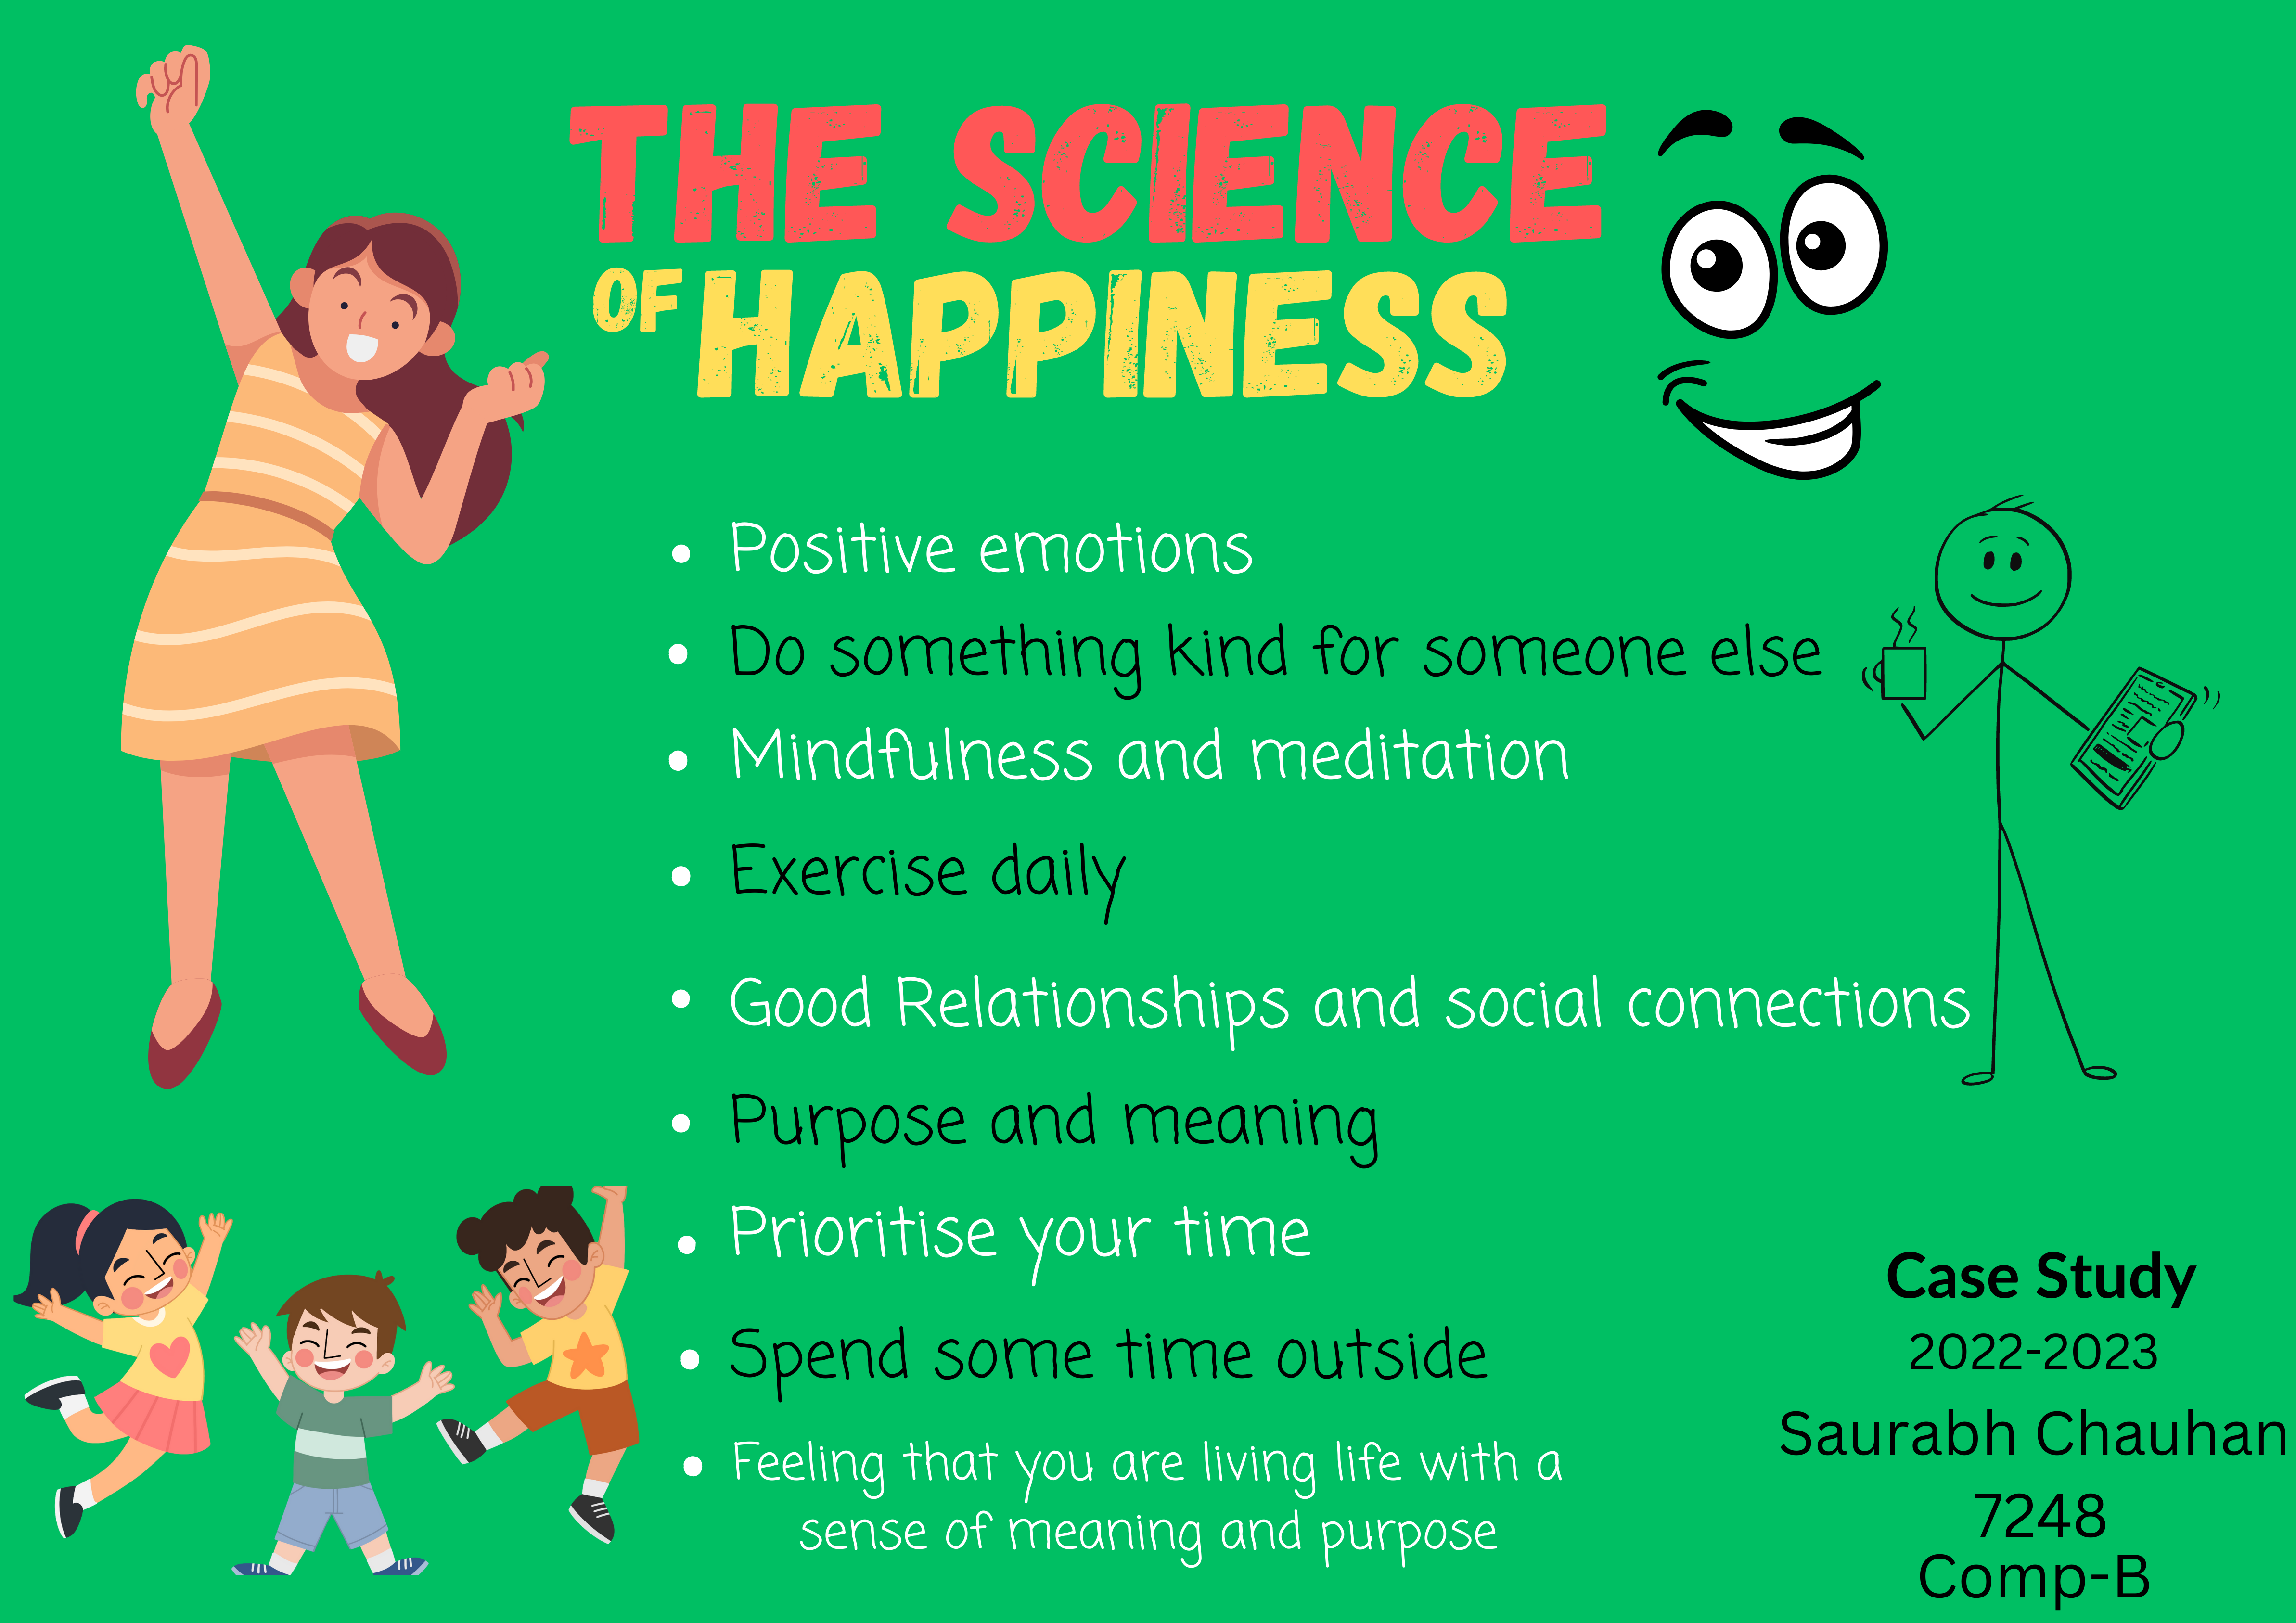 THE SCIENCE
OF HAPPINESS
• Positive emotions
• Do something kind for someone else
• Mindfulness and meditation
• Exercise daily
• Good Relationships and social connections
• Purpose and meaning
• Prioritise your time
• Spend some time outside
• Feeling that you are living life with a
sense of meaning and purpose
Case Study
2022-2023
Saurabh Chauhan
7248
Comp-B